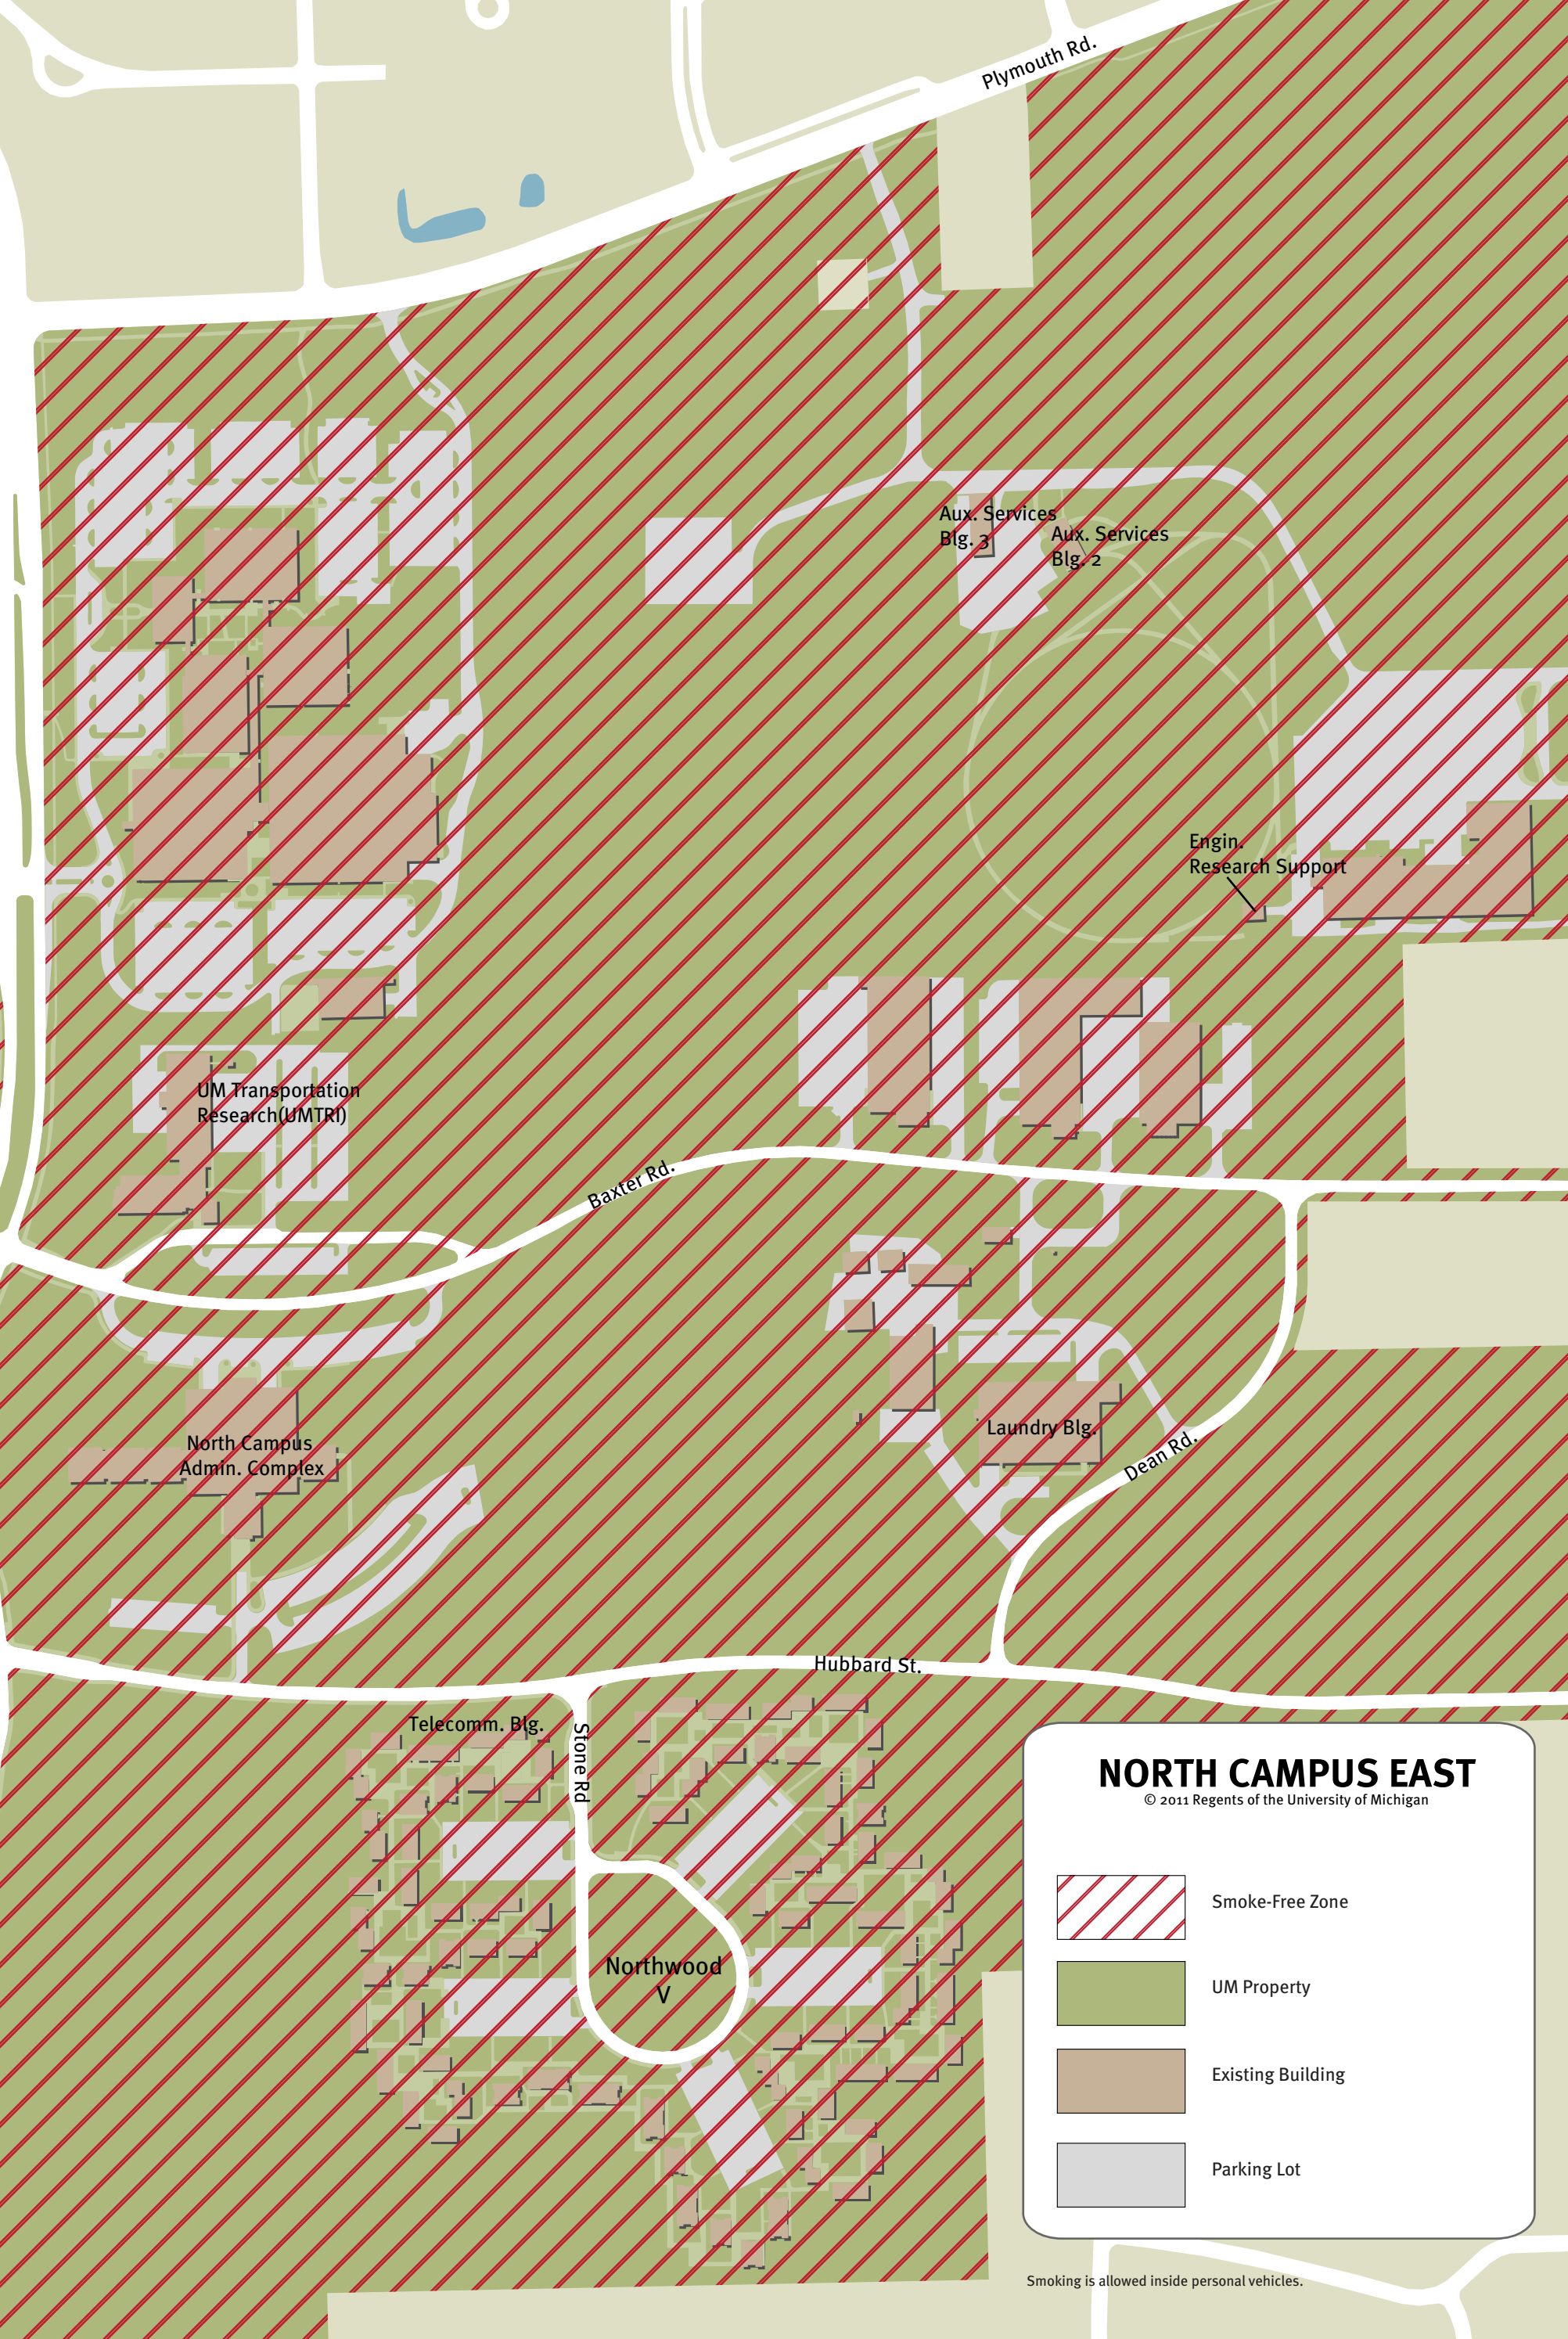 Plymouth Rd.
Aux. Services
Blg. 3
Aux. Services
Blg. 2
Engin.
Research Support
UM Transportation
Research(UMTRI)
Baxter Rd.
North Campus
Admin. Complex
Laundry Blg.
Dean Rd.
Hubbard St.
Telecomm. Blg.
Stone Rd
Northwood
V
NORTH CAMPUS EAST
© 2011 Regents of the University of Michigan
Smoke-Free Zone
UM Property
Existing Building
Parking Lot
Smoking is allowed inside personal vehicles.